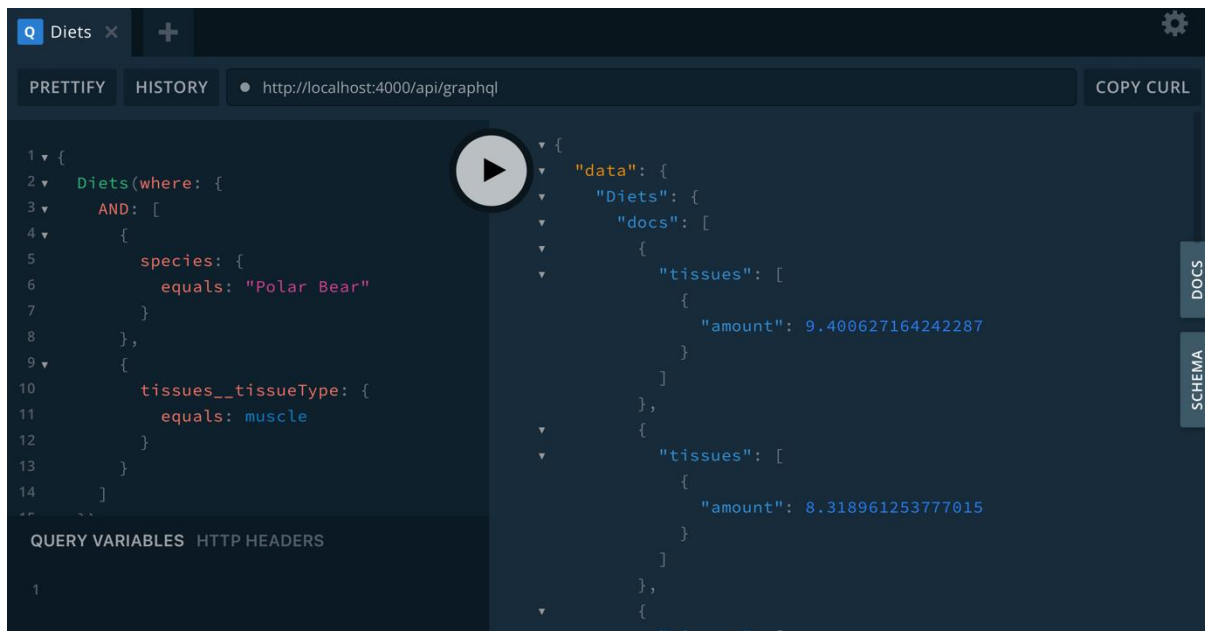 Q Diets × +
PRETTIFY HISTORY http://localhost:4000/api/graphql COPY CURL
1 {
2 Diets(where: {
3 AND: [
4 {
5 species: {
6 equals: "Polar Bear"
7 }
8 },
9 {
10 tissues__tissueType: {
11 equals: muscle
12 }
13 }
14 ]
QUERY VARIABLES HTTP HEADERS
1
{
"data": {
"Diets": {
"docs": [
{
"tissues": [
{
"amount": 9.400627164242287
}
]
},
{
"tissues": [
{
"amount": 8.318961253777015
}
]
},
{
DOCS
SCHEMA